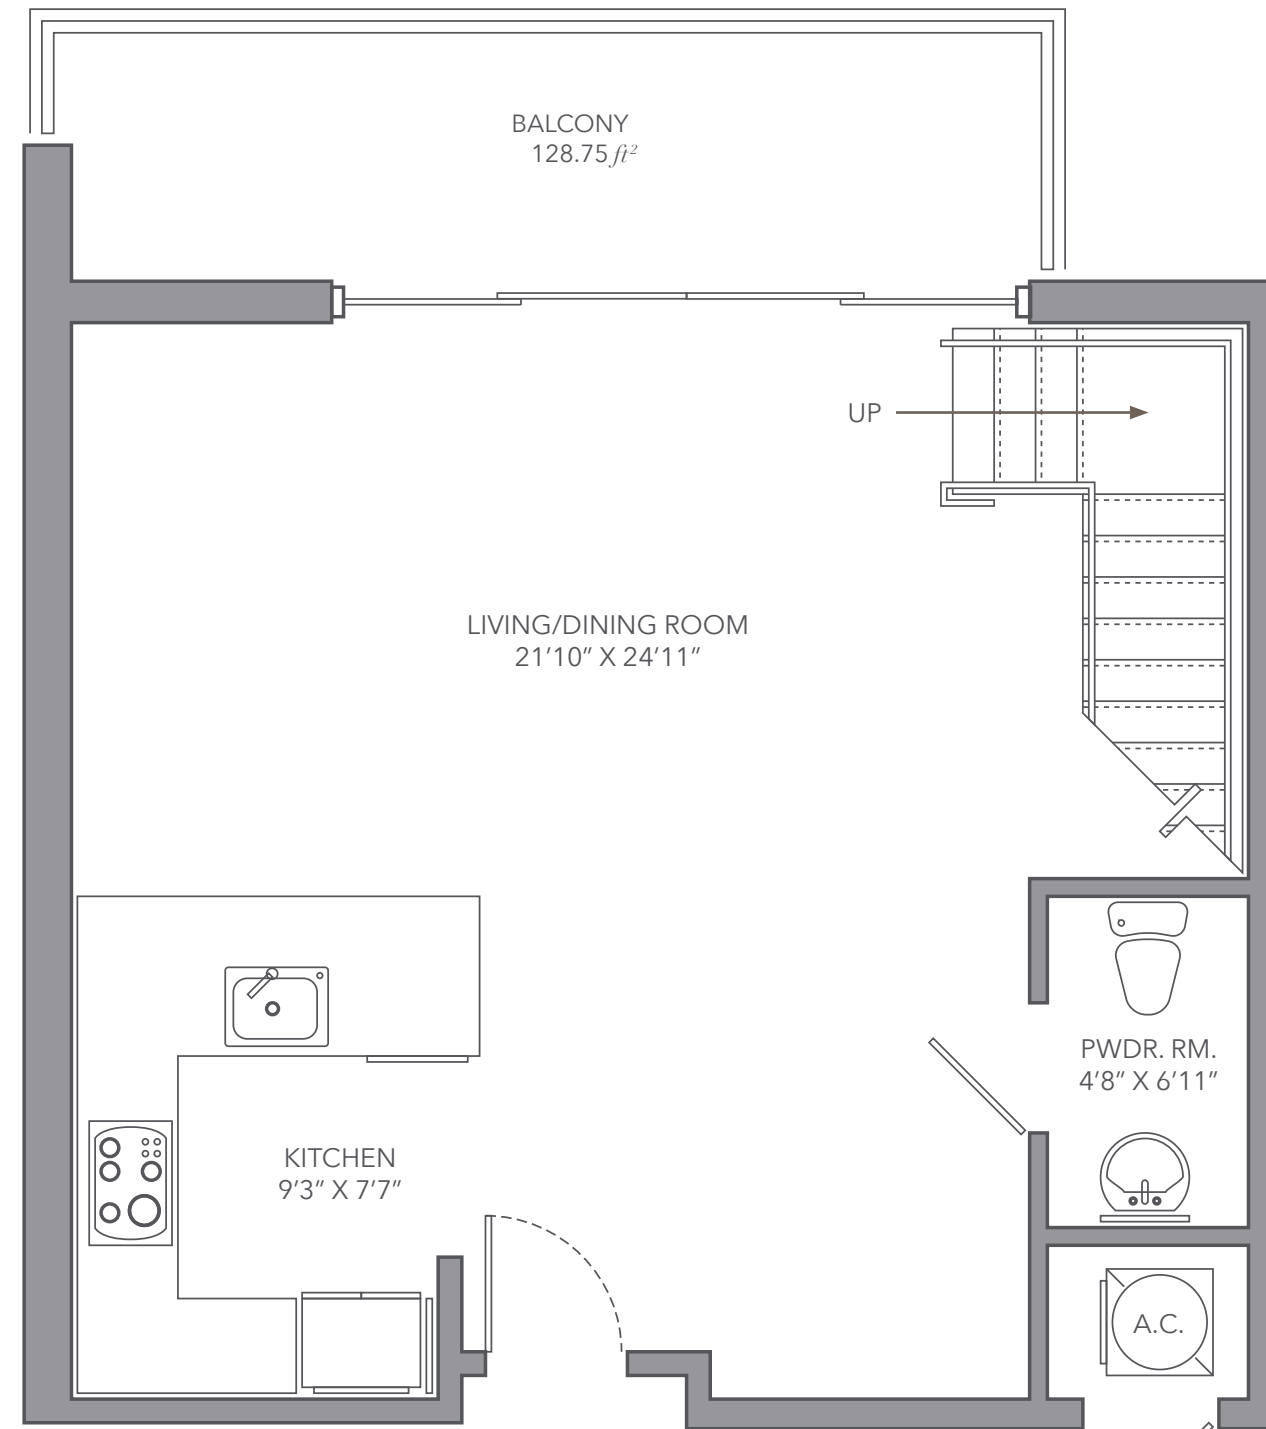 BALCONY
128.75 ft²
UP
LIVING/DINING ROOM
21’10” X 24’11”
PWDR. RM.
4’8” X 6’11”
KITCHEN
9’3” X 7’7”
A.C.